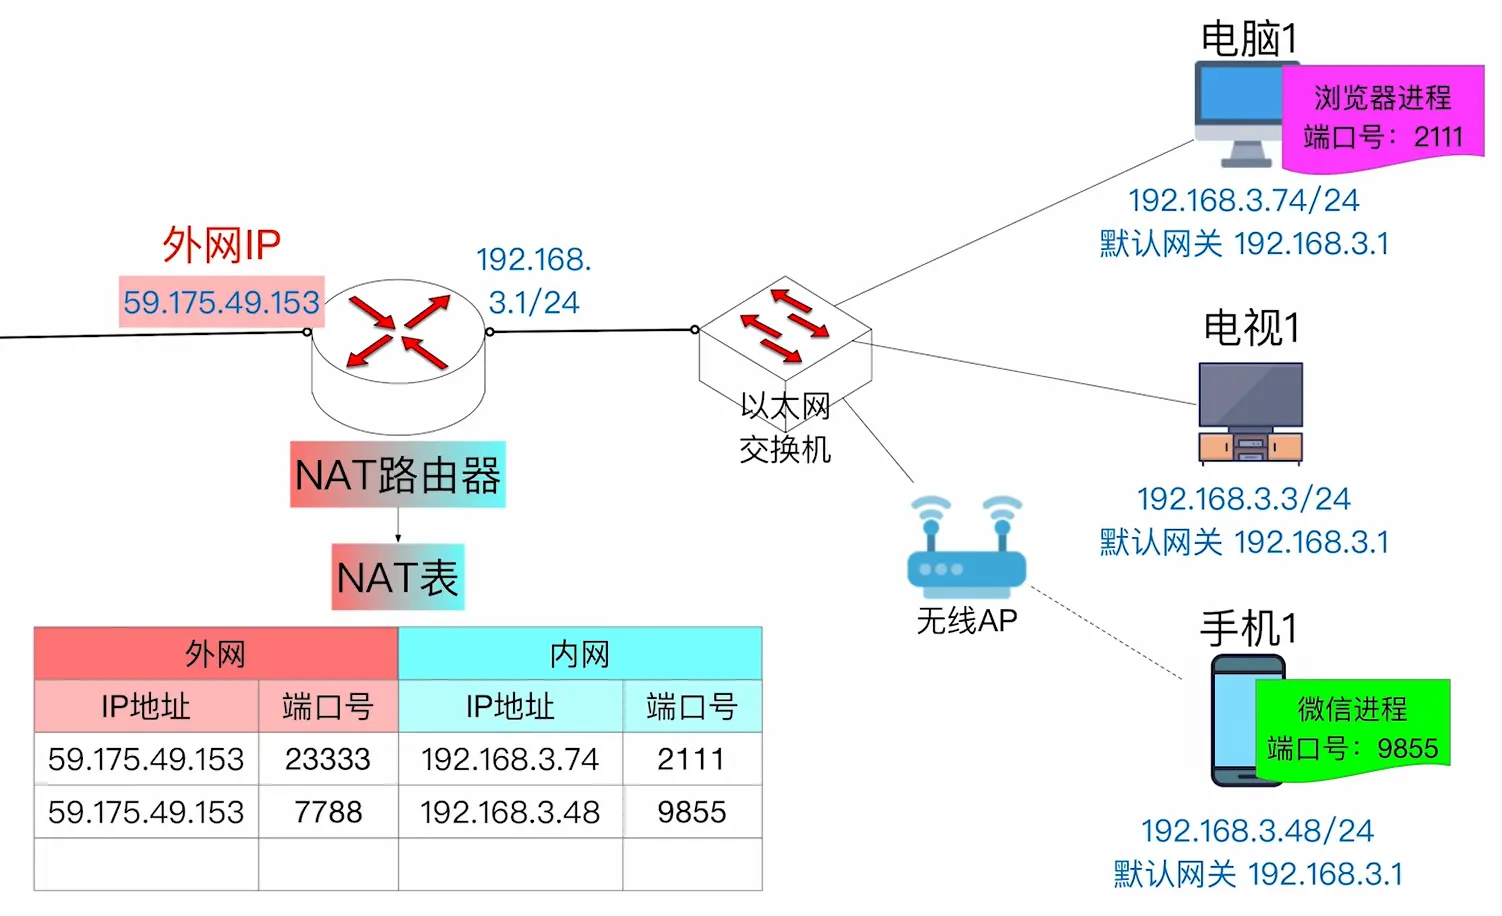 电脑1
浏览器进程
端口号：2111
192.168.3.74/24
默认网关 192.168.3.1
外网IP
59.175.49.153
192.168.
3.1/24
电视1
以太网
交换机
192.168.3.3/24
默认网关 192.168.3.1
NAT路由器
NAT表
无线AP
手机1
微信进程
端口号：9855
192.168.3.48/24
默认网关 192.168.3.1
外网 内网
IP地址 端口号 IP地址 端口号
59.175.49.153 23333 192.168.3.74 2111
59.175.49.153 7788 192.168.3.48 9855